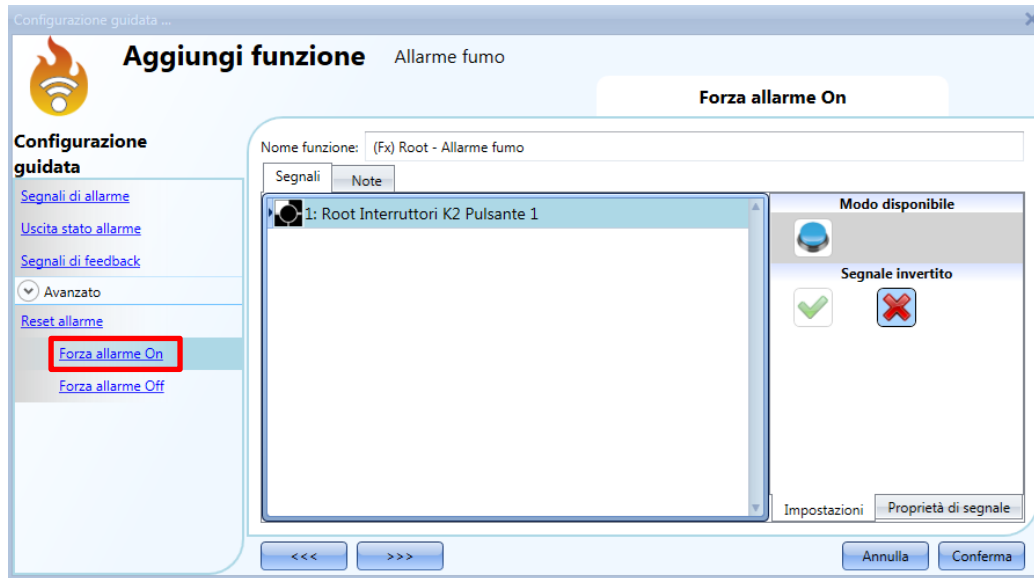 Configurazione guidata ...
Aggiungi funzione Allarme fumo
Forza allarme On
Configurazione
guidata
Segnali di allarme
Uscita stato allarme
Segnali di feedback
Avanzato
Reset allarme
Forza allarme On
Forza allarme Off
Nome funzione: (Fx) Root - Allarme fumo
Segnali Note
1: Root Interruttori K2 Pulsante 1
Modo disponibile
Segnale invertito
Impostazioni Proprietà di segnale
<<< >>> Annulla Conferma